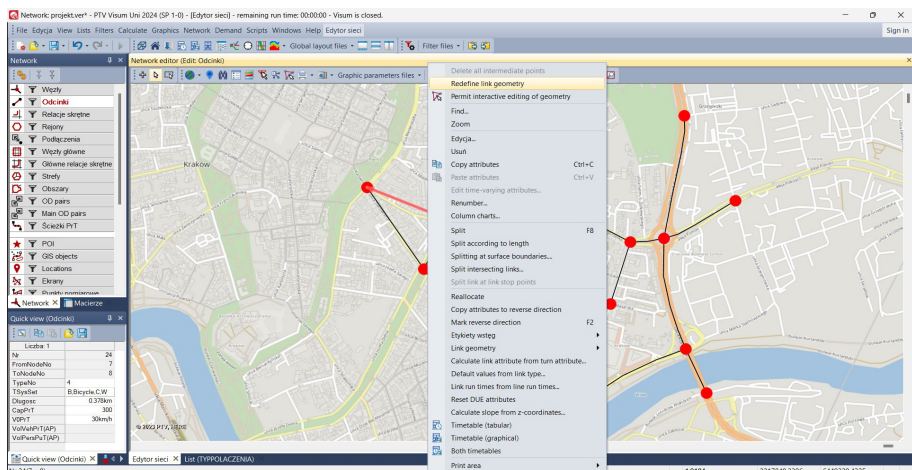 Network: projekt.ver* - PTV Visum Uni 2024 (SP 1-0) - [Edytor sieci] - remaining run time: 00:00:00 - Visum is closed.
File Edycja View Lists Filters Calculate Graphics Network Demand Scripts Windows Help Edytor sieci
Sign in
Global layout files
Filter files
Network
Network editor (Edit: Odcinki)
Graphic parameters files
Węzły
Odcinki
Relacje skrętne
Rejony
Podłączenia
Węzły główne
Główne relacje skrętne
Strefy
Obszary
OD pairs
Main OD pairs
Ścieżki PrT
POI
GIS objects
Locations
Ekrany
Punkty pomiarowe
Network
Macierze
Quick view (Odcinki)
Liczba: 1
Nr 24
FromNodeNo 7
ToNodeNo 8
TypeNo 4
TSysSet B,Bicycle,C,W
Dlugosc 0.378km
CapPrT 300
V0PrT 30km/h
VolVehPrT(AP)
VolPersPuT(AP)
Quick view (Odcinki)
Edytor sieci
List (TYPPOLACZENIA)
Kraków
Delete all intermediate points
Redefine link geometry
Permit interactive editing of geometry
Find...
Zoom
Edycja...
Usuń
Copy attributes Ctrl+C
Paste attributes Ctrl+V
Edit time-varying attributes...
Renumber...
Column charts...
Split F8
Split according to length
Splitting at surface boundaries...
Split intersecting links...
Split link at link stop points
Reallocate
Copy attributes to reverse direction
Mark reverse direction F2
Etykiety wstęg
Link geometry
Calculate link attribute from turn attribute...
Default values from link type...
Link run times from line run times...
Reset DUE attributes
Calculate slope from z-coordinates...
Timetable (tabular)
Timetable (graphical)
Both timetables
Print area